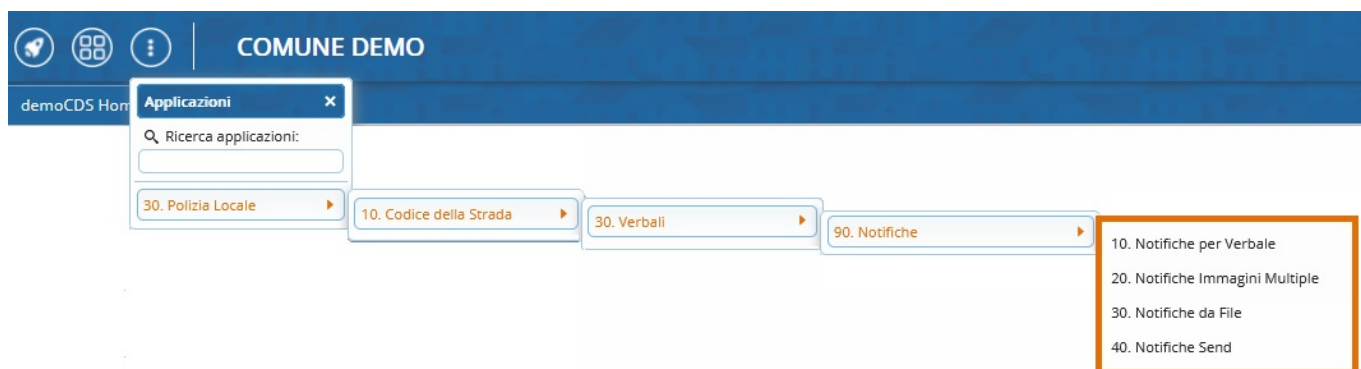 COMUNE DEMO
demoCDS Hom
Applicazioni ×
Ricerca applicazioni:
30. Polizia Locale
10. Codice della Strada
30. Verbali
90. Notifiche
10. Notifiche per Verbale
20. Notifiche Immagini Multiple
30. Notifiche da File
40. Notifiche Send